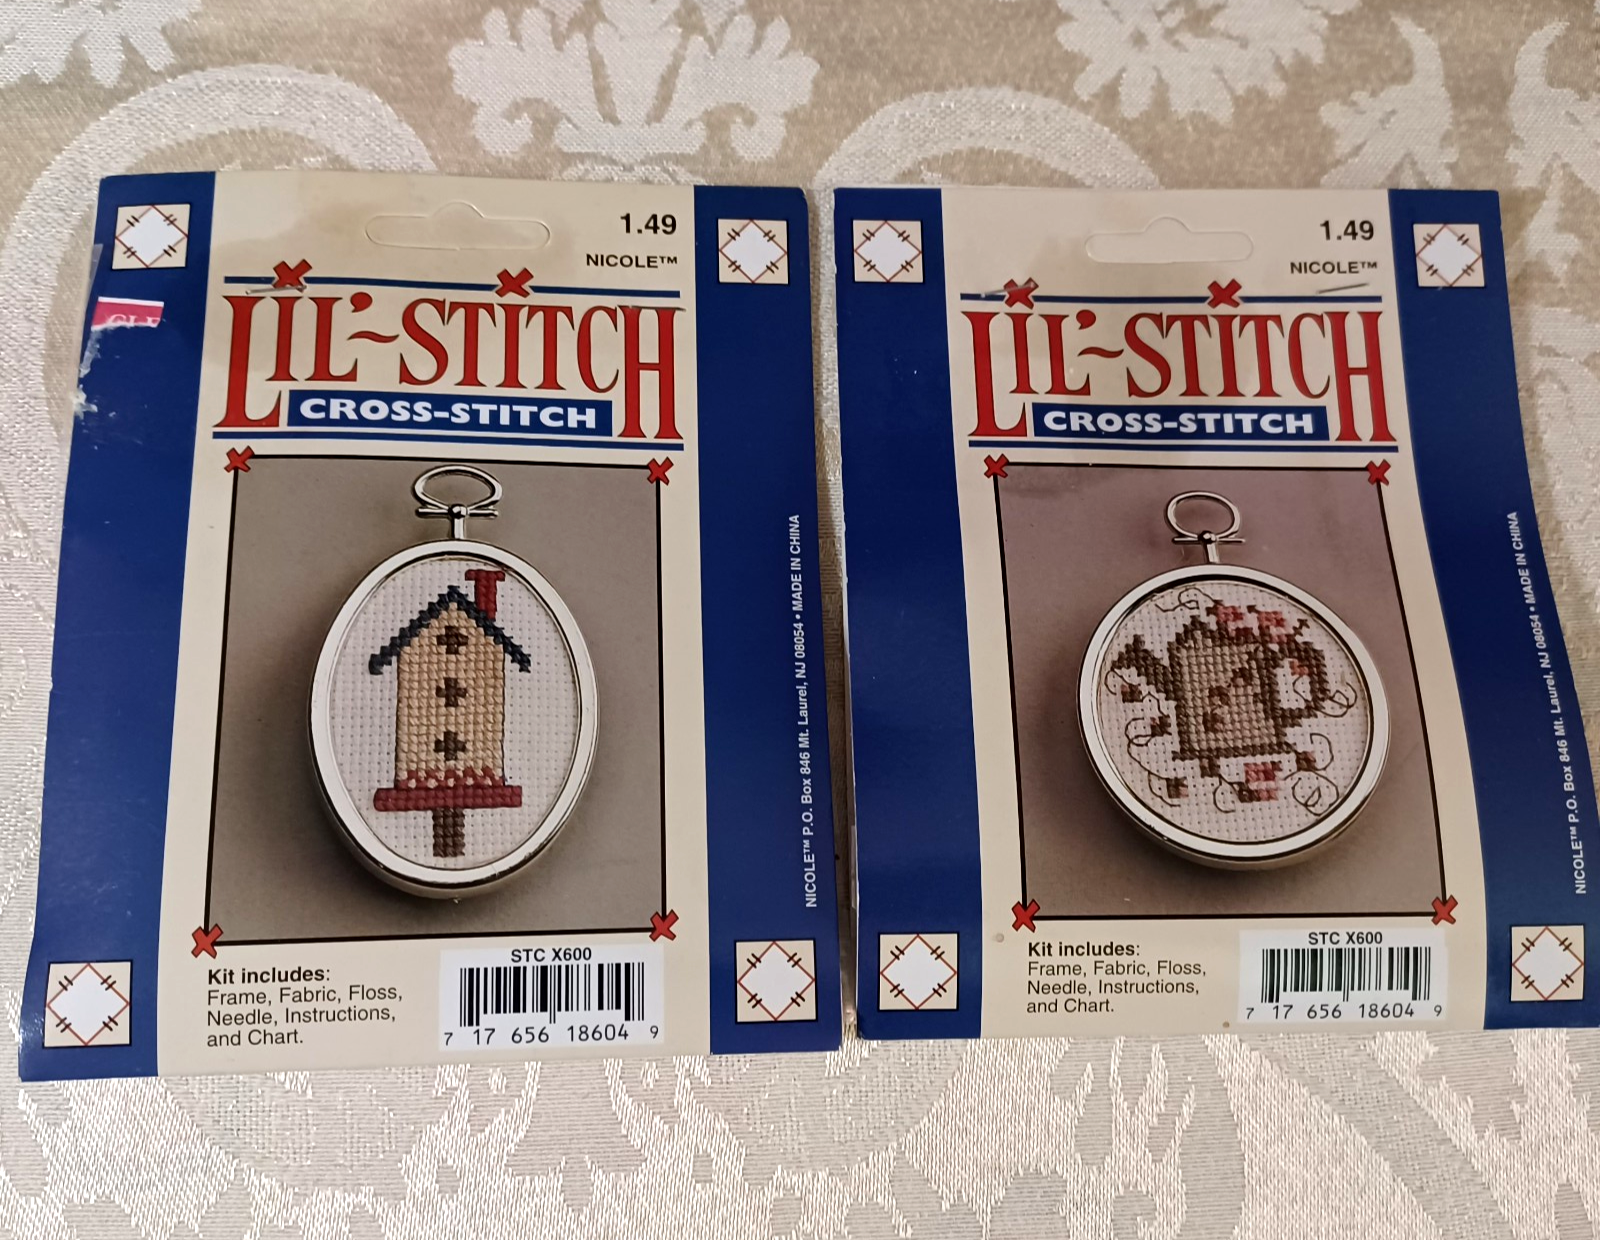 1.49
NICOLE™
LIL'~STITCH
CROSS-STITCH
NICOLE™ P.O. Box 846 Mt. Laurel, NJ 08054 • MADE IN CHINA
Kit includes:
Frame, Fabric, Floss,
Needle, Instructions,
and Chart.
STC X600
7 17 656 18604 9
1.49
NICOLE™
LIL'~STITCH
CROSS-STITCH
NICOLE™ P.O. Box 846 Mt. Laurel, NJ 08054 • MADE IN CHINA
Kit includes:
Frame, Fabric, Floss,
Needle, Instructions,
and Chart.
STC X600
7 17 656 18604 9